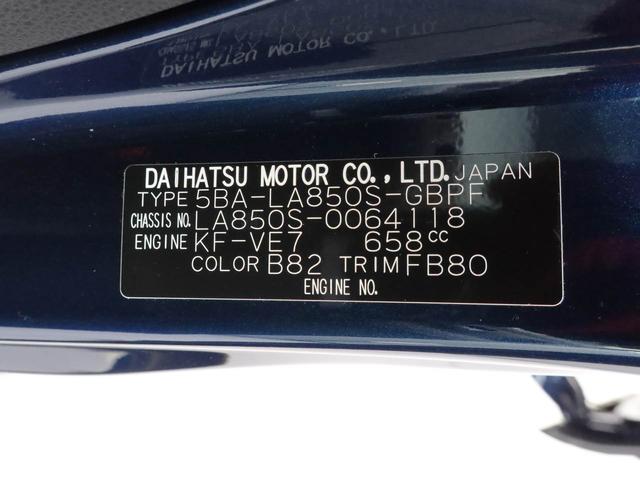 DAIHATSU MOTOR CO., LTD. JAPAN
TYPE 5BA-LA850S-GBPF
CHASSIS NO. LA850S-0064118
ENGINE KF-VE7 658cc
COLOR B82 TRIM FB80
ENGINE NO.